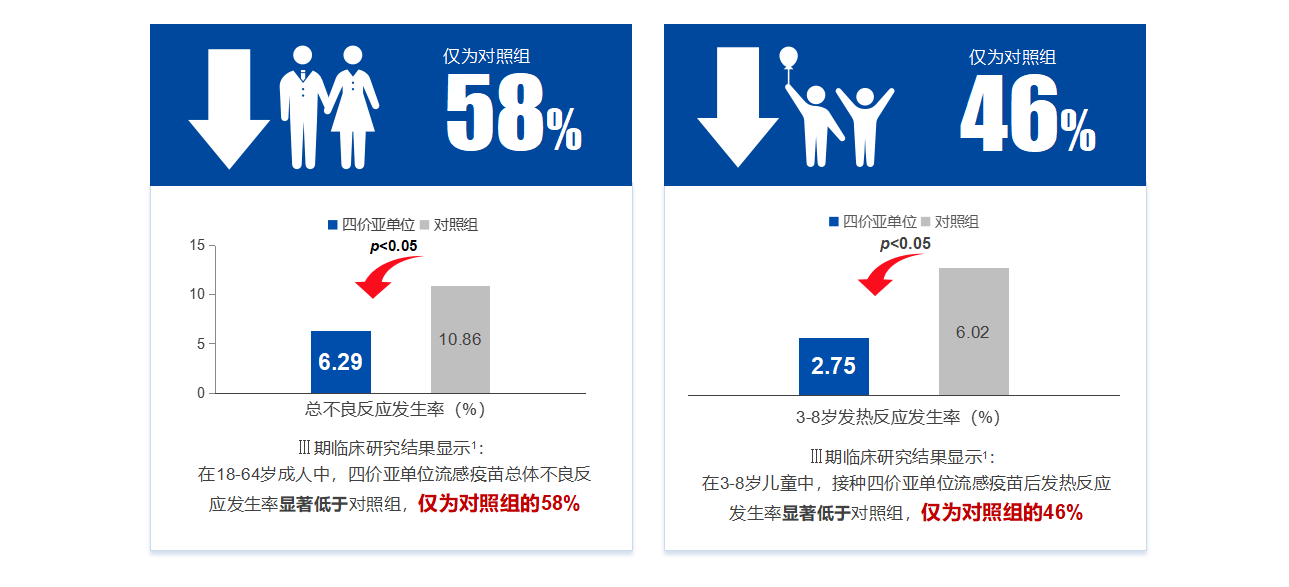 仅为对照组
58%
四价亚单位 对照组
p<0.05
15
10
5
0
6.29
10.86
总不良反应发生率（%）
Ⅲ期临床研究结果显示¹：
在18-64岁成人中，四价亚单位流感疫苗总体不良反
应发生率显著低于对照组，仅为对照组的58%
仅为对照组
46%
四价亚单位 对照组
p<0.05
2.75
6.02
3-8岁发热反应发生率（%）
Ⅲ期临床研究结果显示¹：
在3-8岁儿童中，接种四价亚单位流感疫苗后发热反应
发生率显著低于对照组，仅为对照组的46%